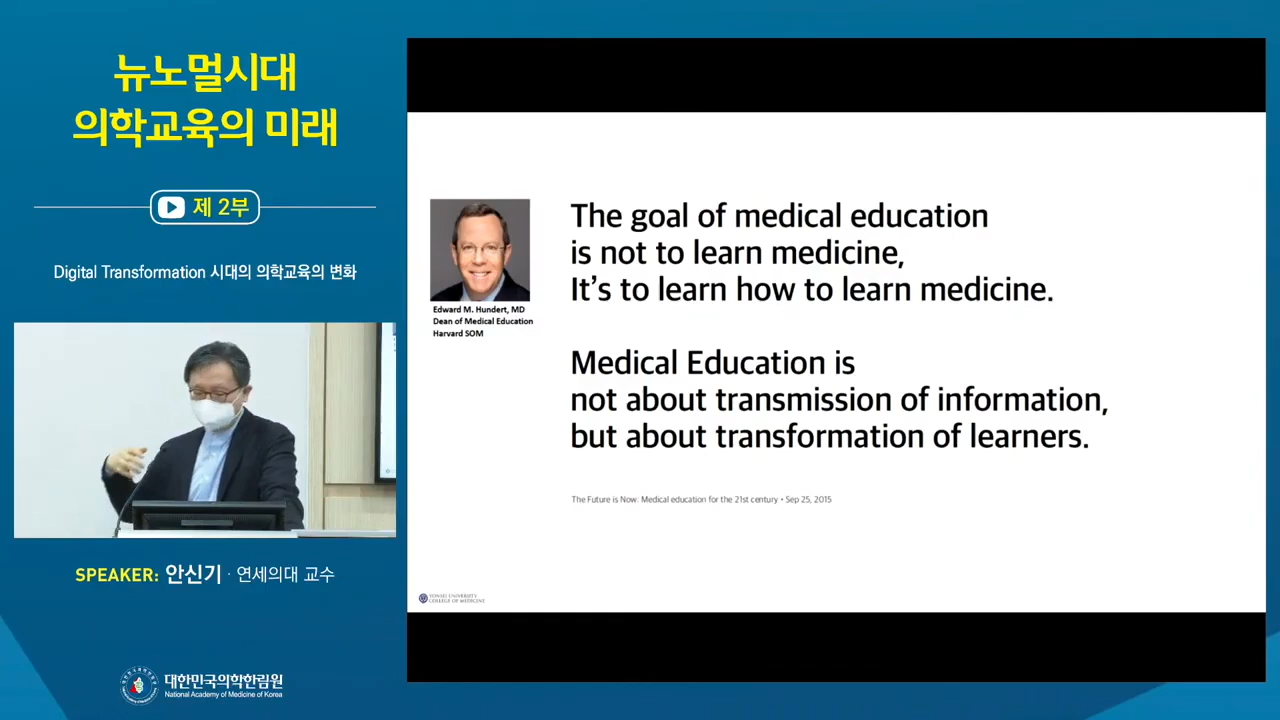 뉴노멀시대
의학교육의 미래
제 2부
Digital Transformation 시대의 의학교육의 변화
SPEAKER: 안신기 · 연세의대 교수
대한민국의학한림원
National Academy of Medicine of Korea
Edward M. Hundert, MD
Dean of Medical Education
Harvard SOM
The goal of medical education
is not to learn medicine,
It's to learn how to learn medicine.
Medical Education is
not about transmission of information,
but about transformation of learners.
The Future is Now: Medical education for the 21st century • Sep 25, 2015
YONSEI UNIVERSITY
COLLEGE OF MEDICINE